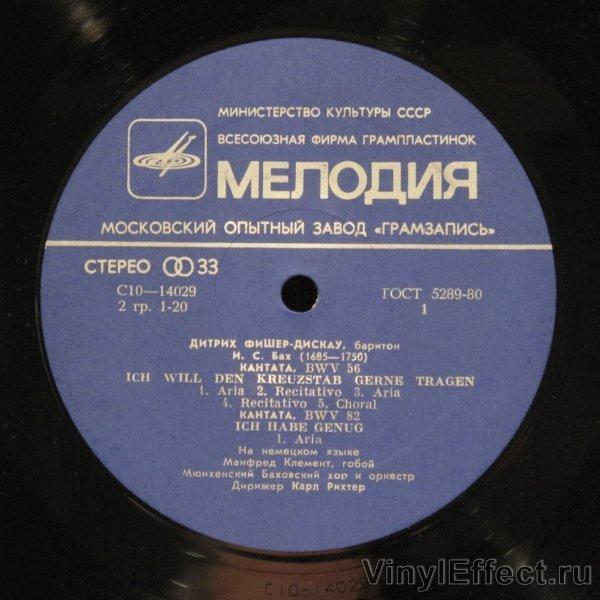 МИНИСТЕРСТВО КУЛЬТУРЫ СССР
ВСЕСОЮЗНАЯ ФИРМА ГРАМПЛАСТИНОК
МЕЛОДИЯ
МОСКОВСКИЙ ОПЫТНЫЙ ЗАВОД «ГРАМЗАПИСЬ»
СТЕРЕО 33
С10—14029
2 гр. 1-20
ГОСТ 5289-80
1
ДИТРИХ ФИШЕР-ДИСКАУ, баритон
И. С. Бах (1685—1750)
КАНТАТА, BWV 56
ICH WILL DEN KREUZSTAB GERNE TRAGEN
1. Aria 2. Recitativo 3. Aria
4. Recitativo 5. Choral
КАНТАТА, BWV 82
ICH HABE GENUG
1. Aria
На немецком языке
Манфред Клемент, гобой
Мюнхенский Баховский хор и оркестр
Дирижер Карл Рихтер
С10-14029
VinylEffect.ru